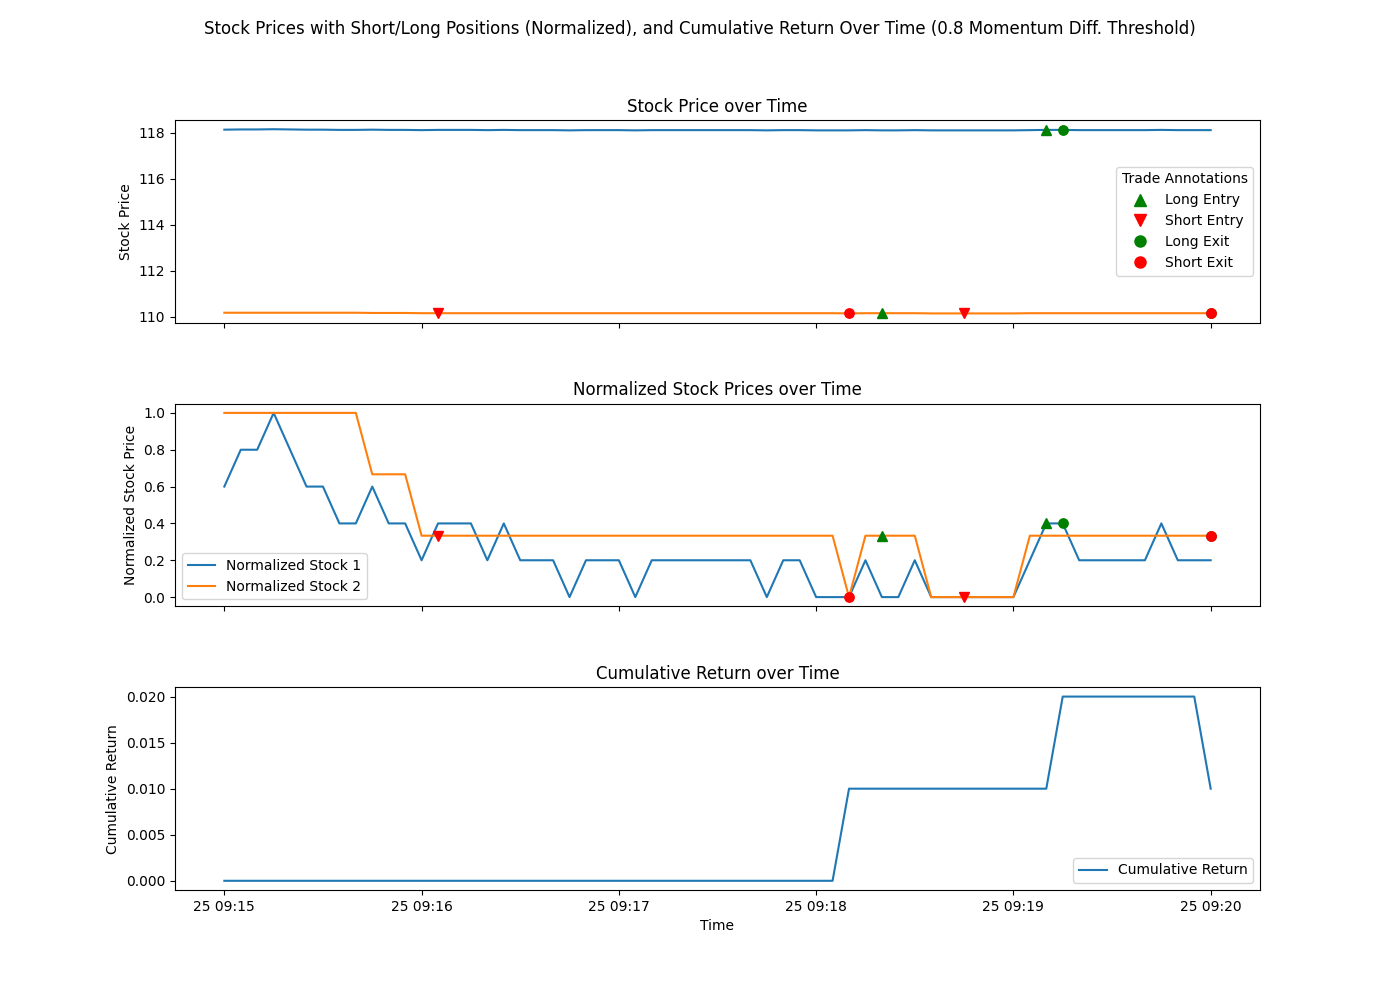 Stock Prices with Short/Long Positions (Normalized), and Cumulative Return Over Time (0.8 Momentum Diff. Threshold)
Stock Price over Time
118
116
114
112
110
Stock Price
Trade Annotations
Long Entry
Short Entry
Long Exit
Short Exit
Normalized Stock Prices over Time
1.0
0.8
0.6
0.4
0.2
0.0
Normalized Stock Price
Normalized Stock 1
Normalized Stock 2
Cumulative Return over Time
0.020
0.015
0.010
0.005
0.000
Cumulative Return
Cumulative Return
25 09:15 25 09:16 25 09:17 25 09:18 25 09:19 25 09:20
Time